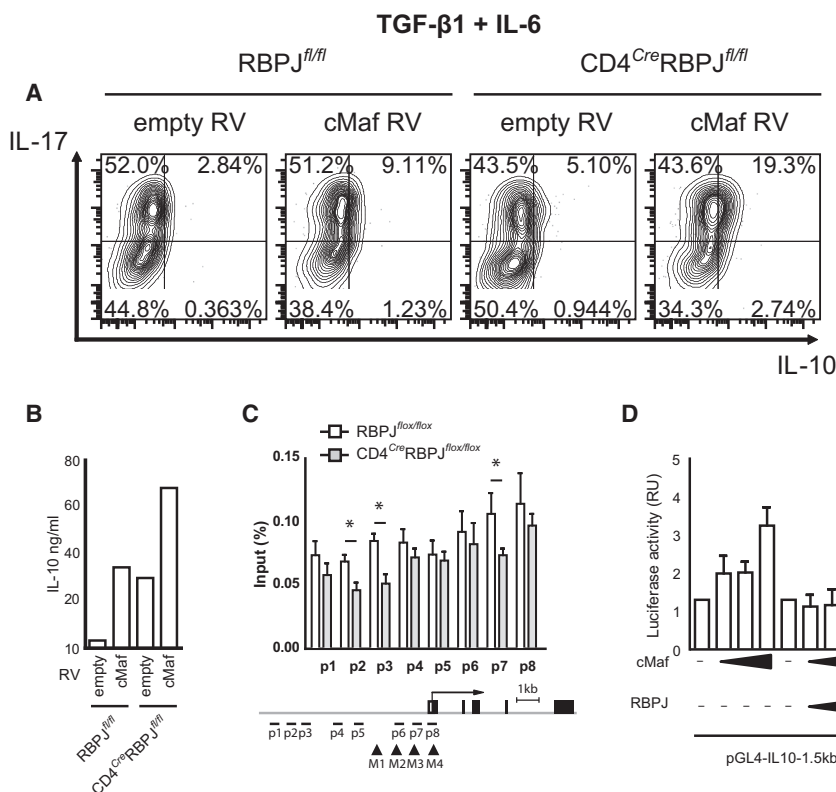 TGF-β1 + IL-6
RBPJfl/fl
CD4CreRBPJfl/fl
A
empty RV
cMaf RV
empty RV
cMaf RV
IL-17
52.0%
2.84%
51.2%
9.11%
43.5%
5.10%
43.6%
19.3%
44.8%
0.363%
38.4%
1.23%
50.4%
0.944%
34.3%
2.74%
IL-10
B
80
60
40
20
10
IL-10 ng/ml
RV
empty
cMaf
empty
cMaf
RBPJfl/fl
CD4CreRBPJfl/fl
C
RBPJflox/flox
CD4CreRBPJflox/flox
0.15
0.10
0.05
0.00
Input (%)
*
*
*
p1
p2
p3
p4
p5
p6
p7
p8
1kb
p1 p2 p3
p4
p5
p6 p7 p8
M1
M2 M3 M4
D
5
4
3
2
1
0
Luciferase activity (RU)
cMaf
-
-
RBPJ
- - - - - -
pGL4-IL10-1.5kb